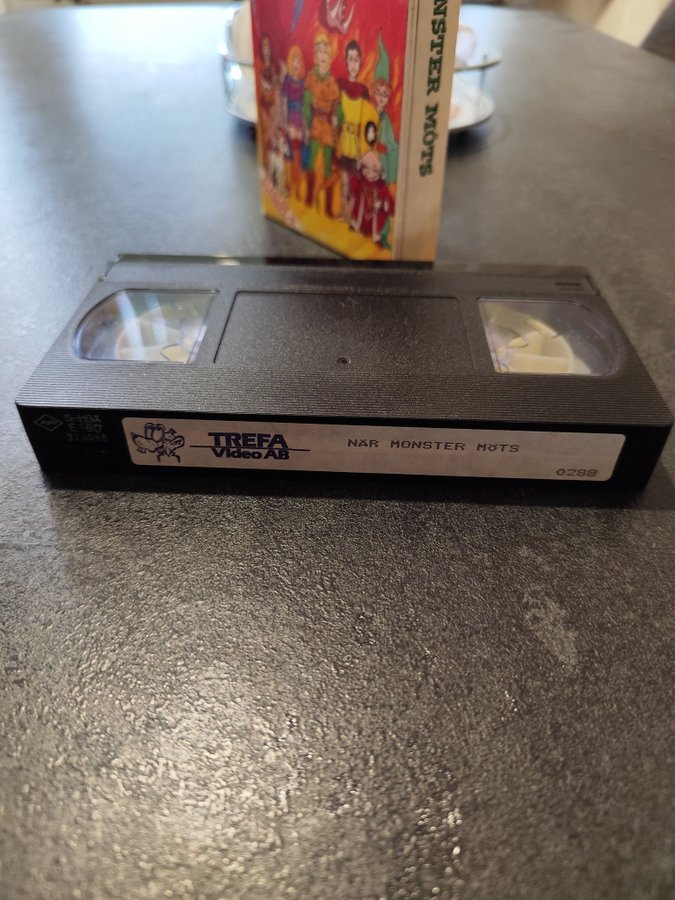 NSTER MÖTS
TREFA
Video AB
NÄR MONSTER MÖTS
0288